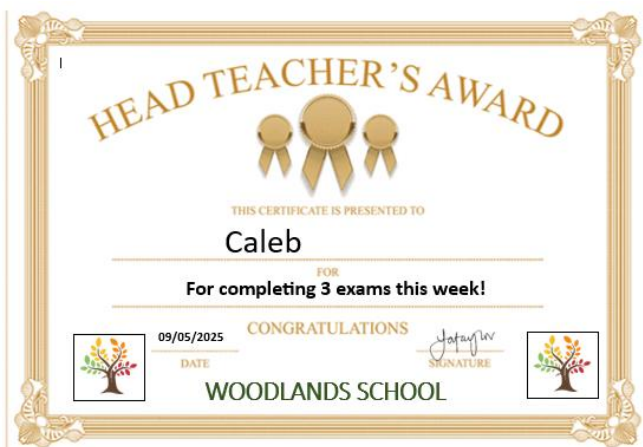 HEAD TEACHER'S AWARD
THIS CERTIFICATE IS PRESENTED TO
Caleb
FOR
For completing 3 exams this week!
09/05/2025 CONGRATULATIONS
DATE SIGNATURE
WOODLANDS SCHOOL